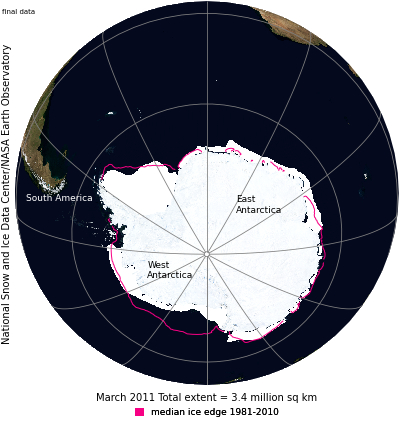 final data
National Snow and Ice Data Center/NASA Earth Observatory
South America
East
Antarctica
West
Antarctica
March 2011 Total extent = 3.4 million sq km
median ice edge 1981-2010